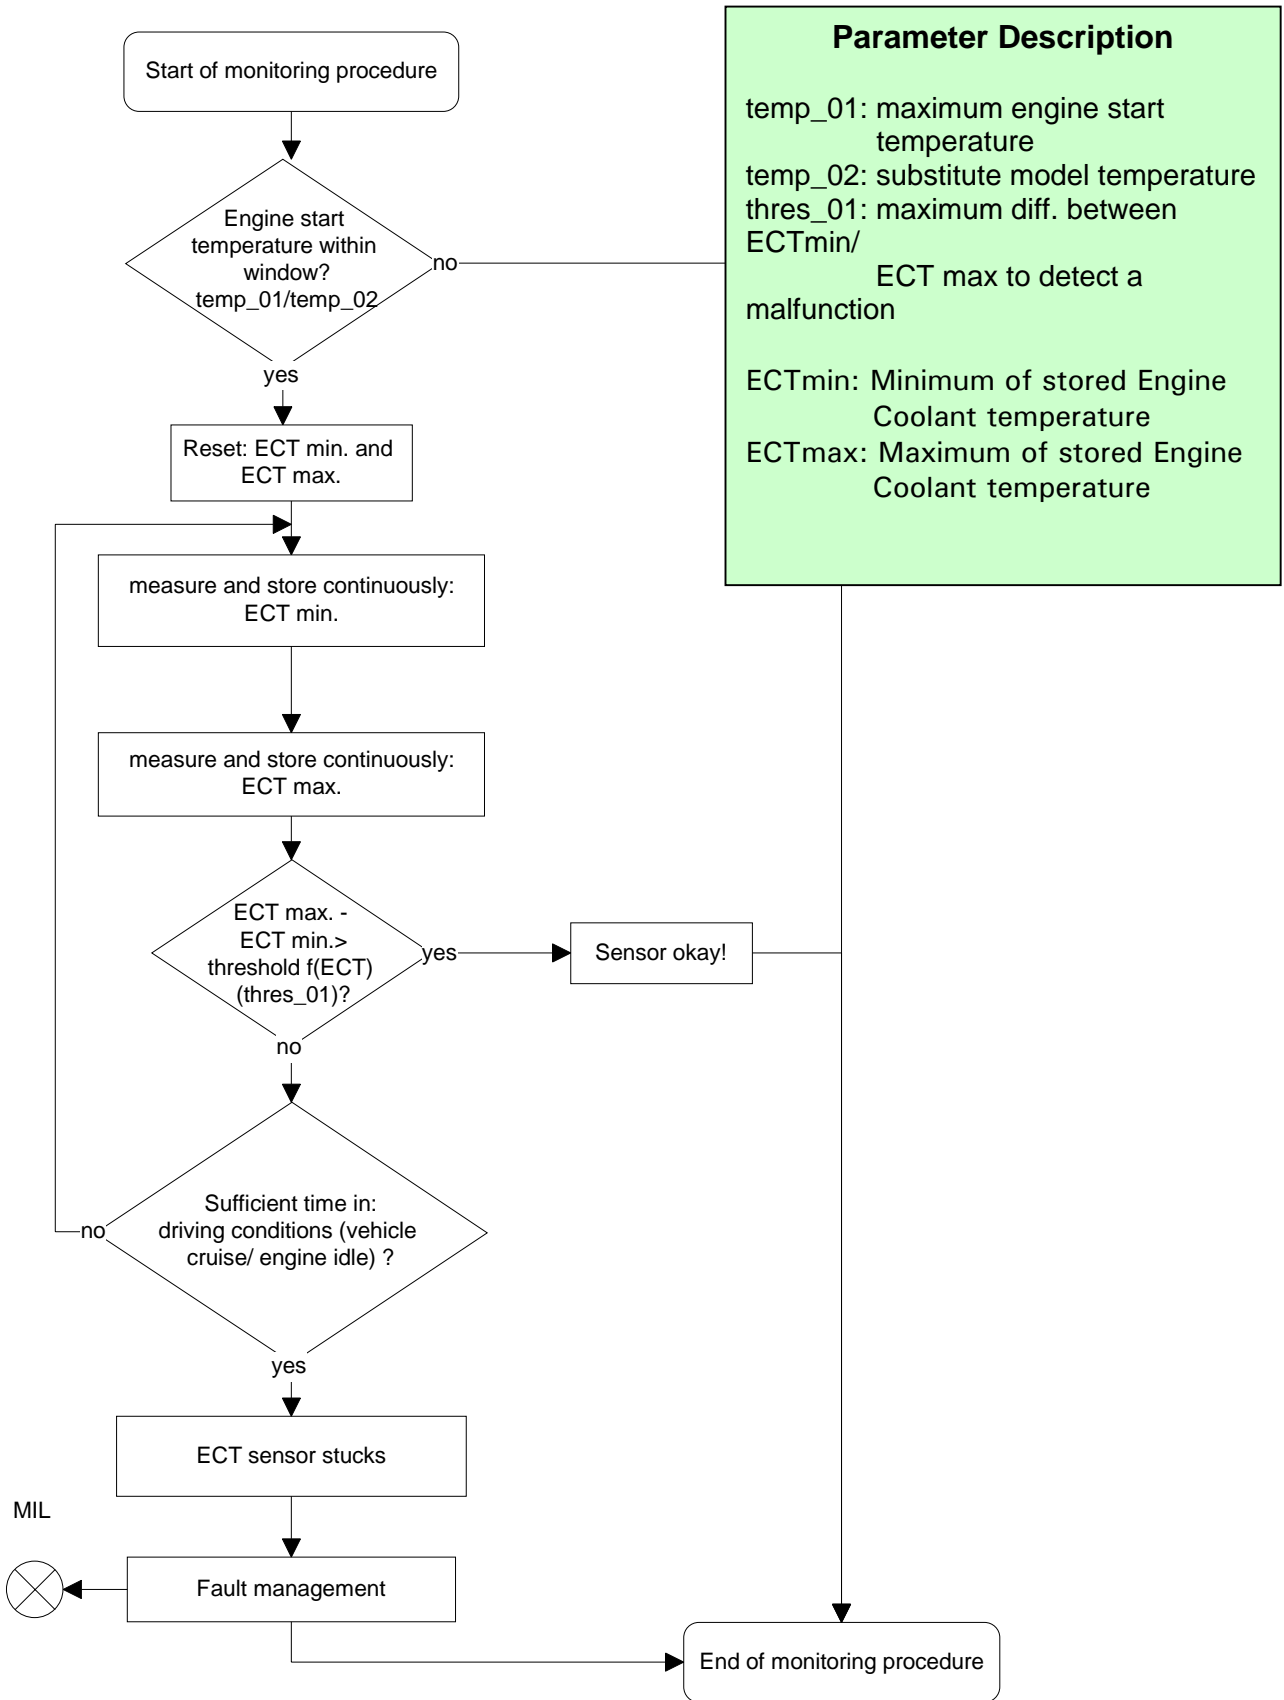 Start of monitoring procedure
Engine start
temperature within
window?
temp_01/temp_02
no
yes
Reset: ECT min. and
ECT max.
measure and store continuously:
ECT min.
measure and store continuously:
ECT max.
ECT max. -
ECT min.>
threshold f(ECT)
(thres_01)?
yes
Sensor okay!
no
Sufficient time in:
driving conditions (vehicle
cruise/ engine idle) ?
no
yes
ECT sensor stucks
MIL
Fault management
End of monitoring procedure
Parameter Description
temp_01: maximum engine start
temperature
temp_02: substitute model temperature
thres_01: maximum diff. between
ECTmin/
ECT max to detect a
malfunction
ECTmin: Minimum of stored Engine
Coolant temperature
ECTmax: Maximum of stored Engine
Coolant temperature